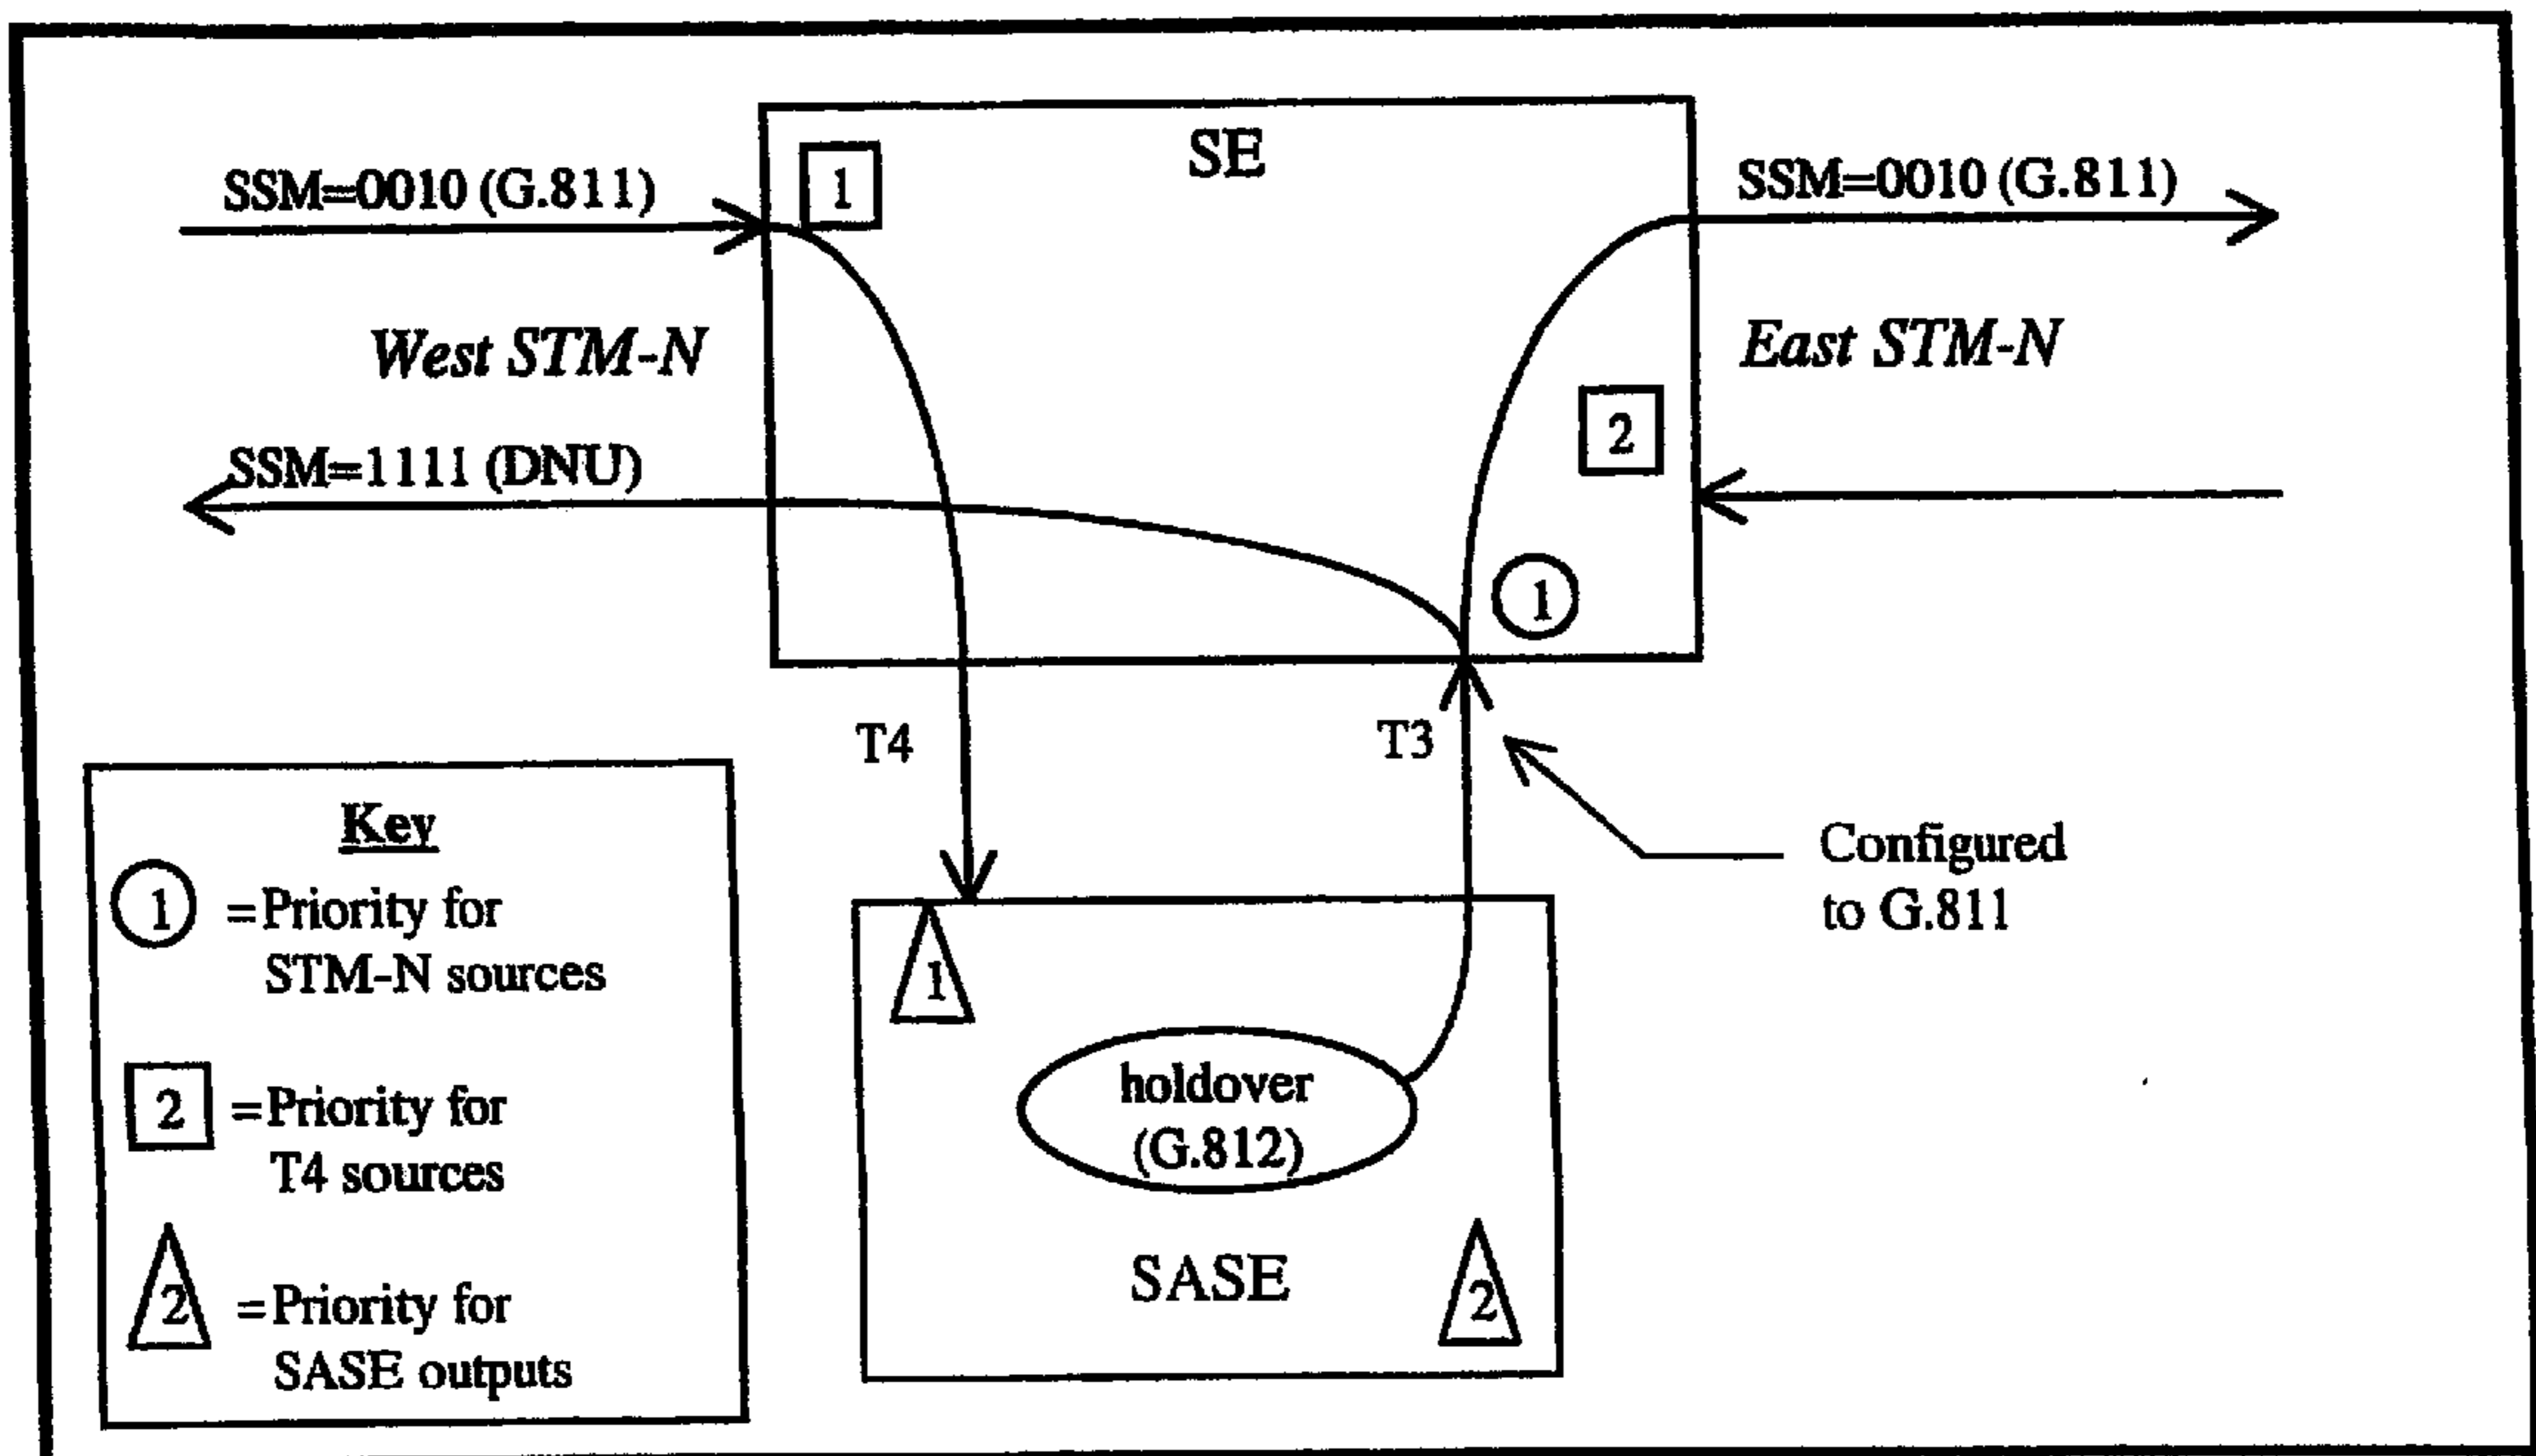 SE
1
SSM=0010 (G.811)
SSM=0010 (G.811)
West STM-N
East STM-N
2
SSM=1111 (DNU)
1
T4
T3
Configured
to G.811
Key
1 =Priority for
STM-N sources
2 =Priority for
T4 sources
2 =Priority for
SASE outputs
1
holdover
(G.812)
SASE
2